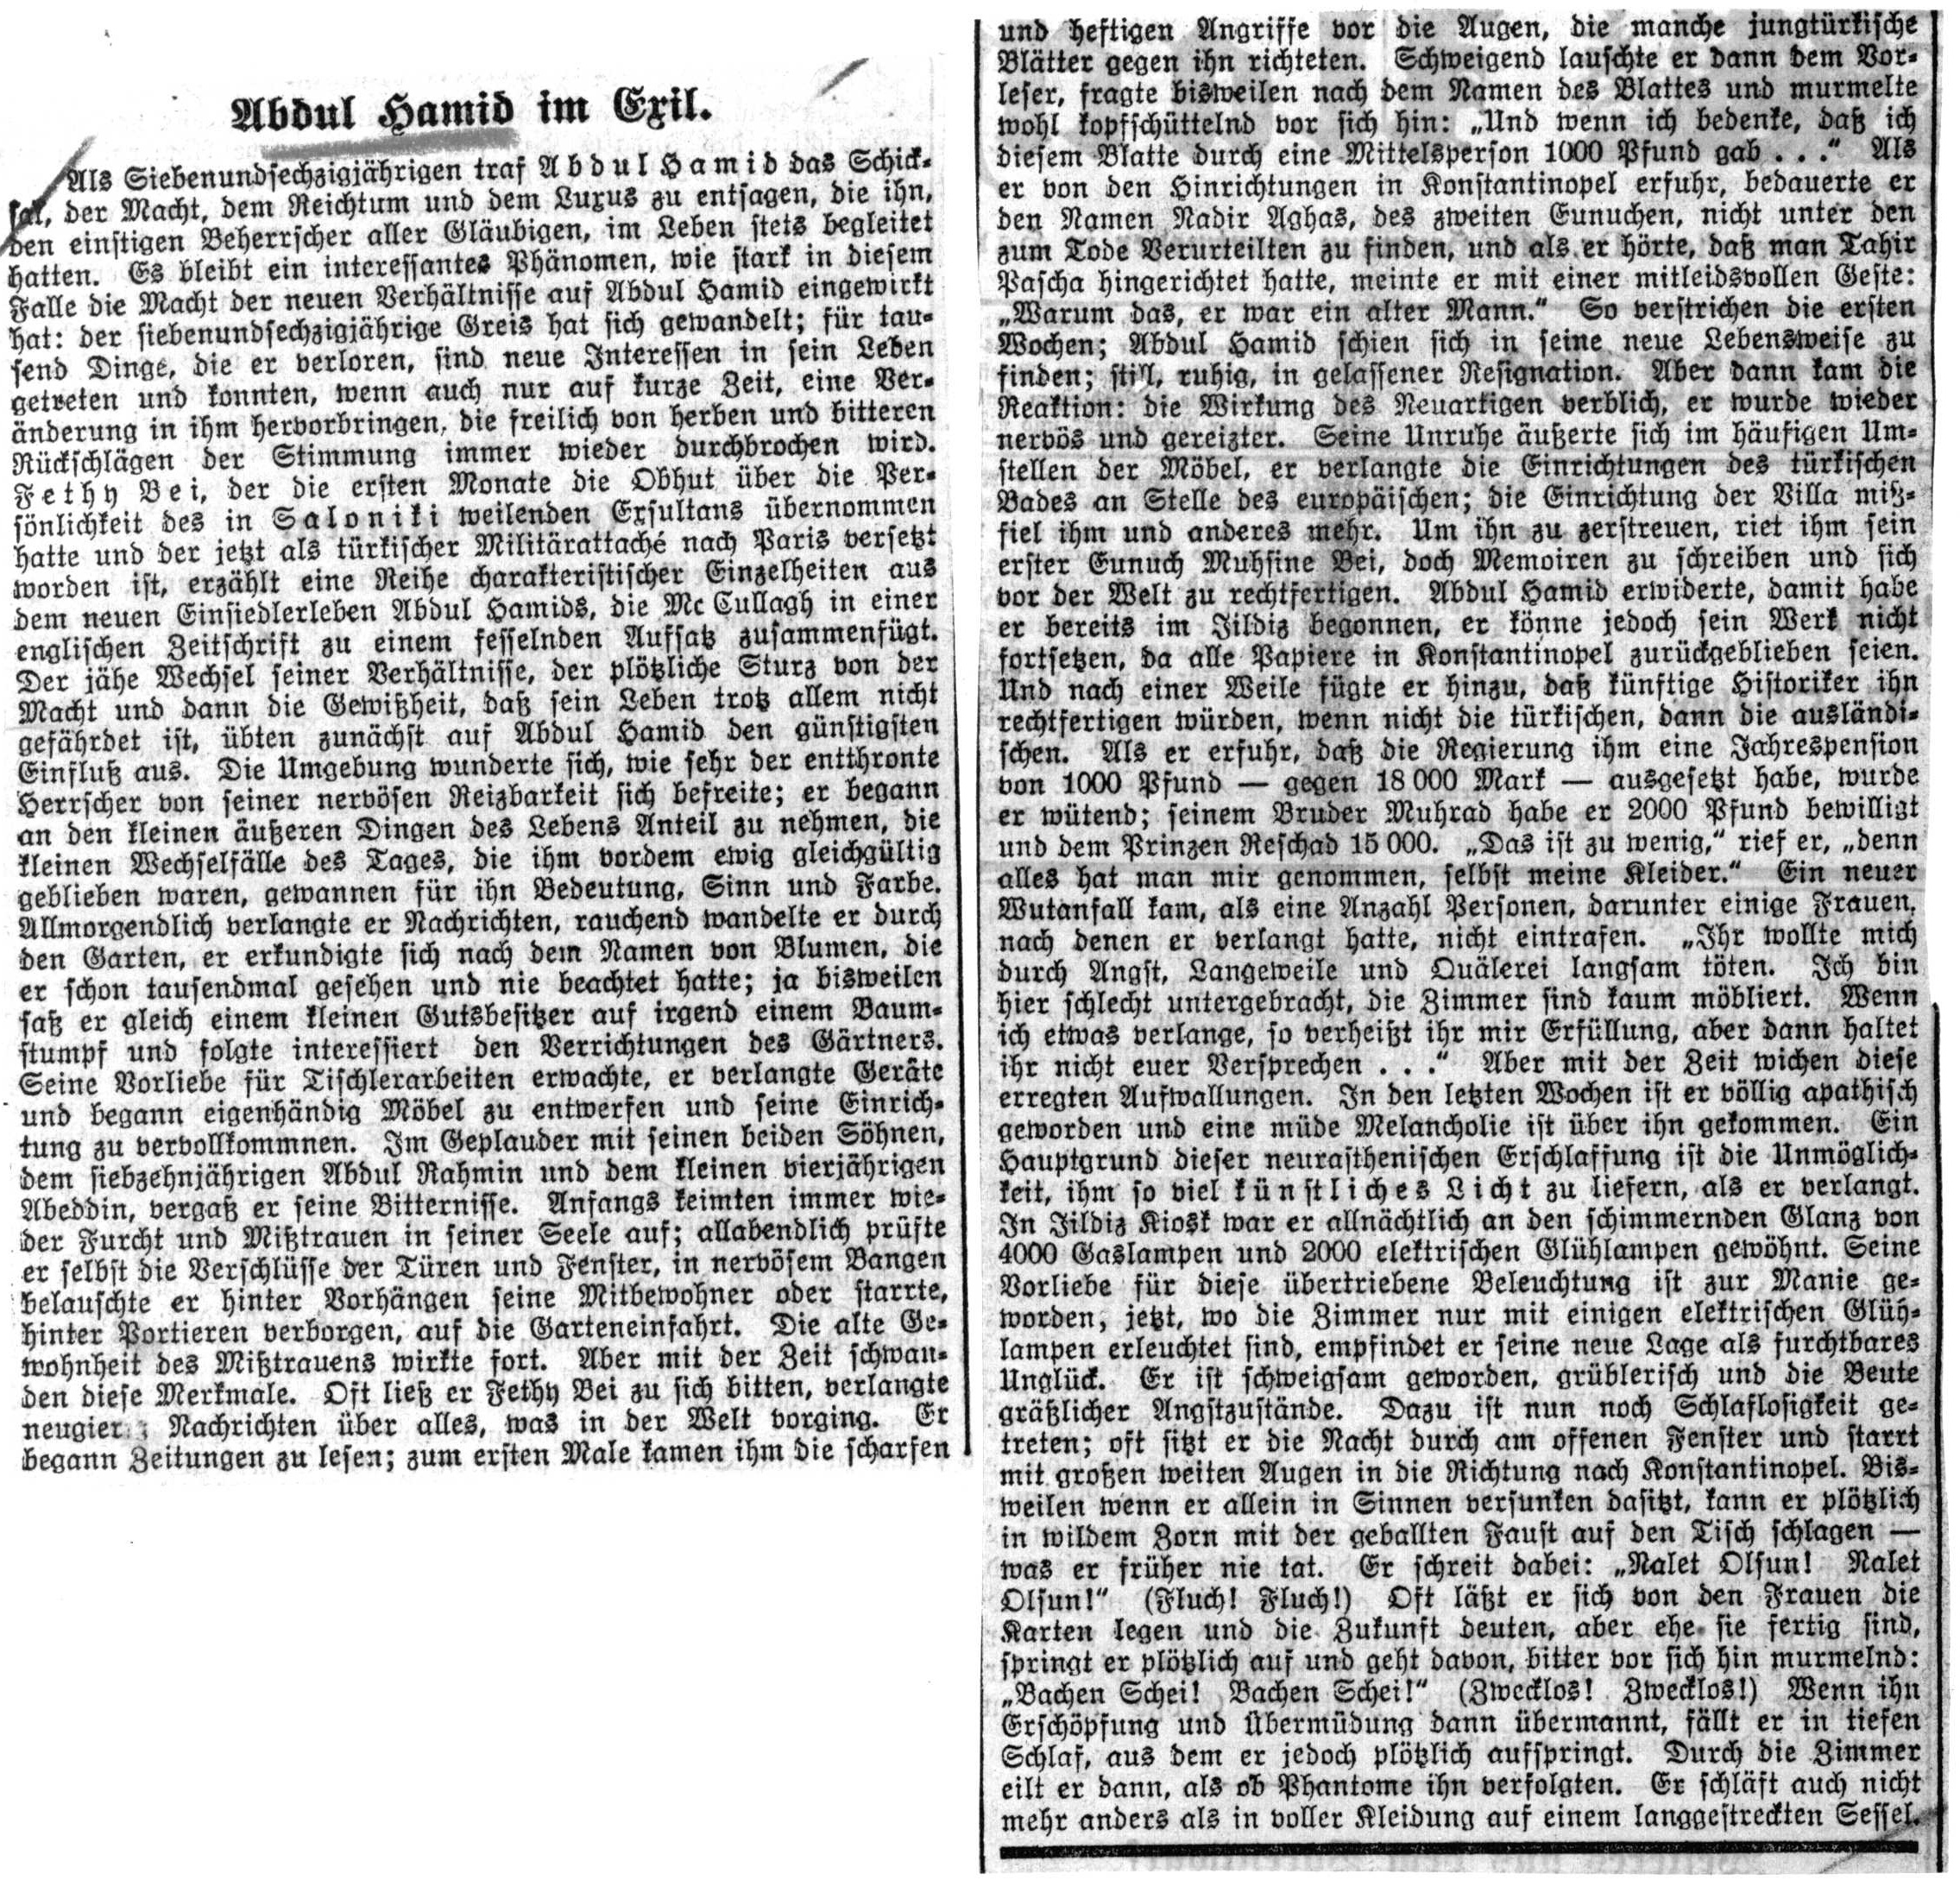 Abdul Hamid im Exil.
Als Siebenundsechzigjährigen traf Abdul Hamid das Schick-
sal, der Macht, dem Reichtum und dem Luxus zu entsagen, die ihn,
den einstigen Beherrscher aller Gläubigen, im Leben stets begleitet
hatten. Es bleibt ein interessantes Phänomen, wie stark in diesem
Falle die Macht der neuen Verhältnisse auf Abdul Hamid eingewirkt
hat: der siebenundsechzigjährige Greis hat sich gewandelt; für tau-
send Dinge, die er verloren, sind neue Interessen in sein Leben
getreten und konnten, wenn auch nur auf kurze Zeit, eine Ver-
änderung in ihm hervorbringen, die freilich von herben und bitteren
Rückschlägen der Stimmung immer wieder durchbrochen wird.
Fethy Bei, der die ersten Monate die Obhut über die Per-
sönlichkeit des in Saloniki weilenden Exsultans übernommen
hatte und der jetzt als türkischer Militärattaché nach Paris versetzt
worden ist, erzählt eine Reihe charakteristischer Einzelheiten aus
dem neuen Einsiedlerleben Abdul Hamids, die Mc Cullagh in einer
englischen Zeitschrift zu einem fesselnden Aufsatz zusammenfügt.
Der jähe Wechsel seiner Verhältnisse, der plötzliche Sturz von der
Macht und dann die Gewißheit, daß sein Leben trotz allem nicht
gefährdet ist, übten zunächst auf Abdul Hamid den günstigsten
Einfluß aus. Die Umgebung wunderte sich, wie sehr der entthronte
Herrscher von seiner nervösen Reizbarkeit sich befreite; er begann
an den kleinen äußeren Dingen des Lebens Anteil zu nehmen, die
kleinen Wechselfälle des Tages, die ihm vordem ewig gleichgültig
geblieben waren, gewannen für ihn Bedeutung, Sinn und Farbe.
Allmorgendlich verlangte er Nachrichten, rauchend wandelte er durch
den Garten, er erkundigte sich nach dem Namen von Blumen, die
er schon tausendmal gesehen und nie beachtet hatte; ja bisweilen
saß er gleich einem kleinen Gutsbesitzer auf irgend einem Baum-
stumpf und folgte interessiert den Verrichtungen des Gärtners.
Seine Vorliebe für Tischlerarbeiten erwachte, er verlangte Geräte
und begann eigenhändig Möbel zu entwerfen und seine Einrich-
tung zu vervollkommnen. Im Geplauder mit seinen beiden Söhnen,
dem siebzehnjährigen Abdul Rahmin und dem kleinen vierjährigen
Abeddin, vergaß er seine Bitternisse. Anfangs keimten immer wie-
der Furcht und Mißtrauen in seiner Seele auf; allabendlich prüfte
er selbst die Verschlüsse der Türen und Fenster, in nervösem Bangen
belauschte er hinter Vorhängen seine Mitbewohner oder starrte,
hinter Portieren verborgen, auf die Garteneinfahrt. Die alte Ge-
wohnheit des Mißtrauens wirkte fort. Aber mit der Zeit schwan-
den diese Merkmale. Oft ließ er Fethy Bei zu sich bitten, verlangte
neugier Nachrichten über alles, was in der Welt vorging. Er
begann Zeitungen zu lesen; zum ersten Male kamen ihm die scharfen
und heftigen Angriffe vor die Augen, die manche jungtürkische
Blätter gegen ihn richteten. Schweigend lauschte er dann dem Vor-
leser, fragte bisweilen nach dem Namen des Blattes und murmelte
wohl kopfschüttelnd vor sich hin: „Und wenn ich bedenke, daß ich
diesem Blatte durch eine Mittelsperson 1000 Pfund gab . . .“ Als
er von den Hinrichtungen in Konstantinopel erfuhr, bedauerte er
den Namen Nadir Aghas, des zweiten Eunuchen, nicht unter den
zum Tode Verurteilten zu finden, und als er hörte, daß man Tahir
Pascha hingerichtet hatte, meinte er mit einer mitleidsvollen Geste:
„Warum das, er war ein alter Mann.“ So verstrichen die ersten
Wochen; Abdul Hamid schien sich in seine neue Lebensweise zu
finden; still, ruhig, in gelassener Resignation. Aber dann kam die
Reaktion: die Wirkung des Neuartigen verblich, er wurde wieder
nervös und gereizter. Seine Unruhe äußerte sich im häufigen Um-
stellen der Möbel, er verlangte die Einrichtungen des türkischen
Bades an Stelle des europäischen; die Einrichtung der Villa miß-
fiel ihm und anderes mehr. Um ihn zu zerstreuen, riet ihm sein
erster Eunuch Muhsine Bei, doch Memoiren zu schreiben und sich
vor der Welt zu rechtfertigen. Abdul Hamid erwiderte, damit habe
er bereits im Jildiz begonnen, er könne jedoch sein Werk nicht
fortsetzen, da alle Papiere in Konstantinopel zurückgeblieben seien.
Und nach einer Weile fügte er hinzu, daß künftige Historiker ihn
rechtfertigen würden, wenn nicht die türkischen, dann die ausländi-
schen. Als er erfuhr, daß die Regierung ihm eine Jahrespension
von 1000 Pfund — gegen 18 000 Mark — ausgesetzt habe, wurde
er wütend; seinem Bruder Muhrad habe er 2000 Pfund bewilligt
und dem Prinzen Reschad 15 000. „Das ist zu wenig,“ rief er, „denn
alles hat man mir genommen, selbst meine Kleider.“ Ein neuer
Wutanfall kam, als eine Anzahl Personen, darunter einige Frauen,
nach denen er verlangt hatte, nicht eintrafen. „Ihr wollte mich
durch Angst, Langeweile und Quälerei langsam töten. Ich bin
hier schlecht untergebracht, die Zimmer sind kaum möbliert. Wenn
ich etwas verlange, so verheißt ihr mir Erfüllung, aber dann haltet
ihr nicht euer Versprechen . . .“ Aber mit der Zeit wichen diese
erregten Aufwallungen. In den letzten Wochen ist er völlig apathisch
geworden und eine müde Melancholie ist über ihn gekommen. Ein
Hauptgrund dieser neurasthenischen Erschlaffung ist die Unmöglich-
keit, ihm so viel künstliches Licht zu liefern, als er verlangt.
In Jildiz Kiosk war er allnächtlich an den schimmernden Glanz von
4000 Gaslampen und 2000 elektrischen Glühlampen gewöhnt. Seine
Vorliebe für diese übertriebene Beleuchtung ist zur Manie ge-
worden; jetzt, wo die Zimmer nur mit einigen elektrischen Glüh-
lampen erleuchtet sind, empfindet er seine neue Lage als furchtbares
Unglück. Er ist schweigsam geworden, grüblerisch und die Beute
gräßlicher Angstzustände. Dazu ist nun noch Schlaflosigkeit ge-
treten; oft sitzt er die Nacht durch am offenen Fenster und starrt
mit großen weiten Augen in die Richtung nach Konstantinopel. Bis-
weilen wenn er allein in Sinnen versunken dasitzt, kann er plötzlich
in wildem Zorn mit der geballten Faust auf den Tisch schlagen —
was er früher nie tat. Er schreit dabei: „Nalet Olsun! Nalet
Olsun!“ (Fluch! Fluch!) Oft läßt er sich von den Frauen die
Karten legen und die Zukunft deuten, aber ehe sie fertig sind,
springt er plötzlich auf und geht davon, bitter vor sich hin murmelnd:
„Bachen Schei! Bachen Schei!“ (Zwecklos! Zwecklos!) Wenn ihn
Erschöpfung und Übermüdung dann übermannt, fällt er in tiefen
Schlaf, aus dem er jedoch plötzlich aufspringt. Durch die Zimmer
eilt er dann, als ob Phantome ihn verfolgten. Er schläft auch nicht
mehr anders als in voller Kleidung auf einem langgestreckten Sessel.